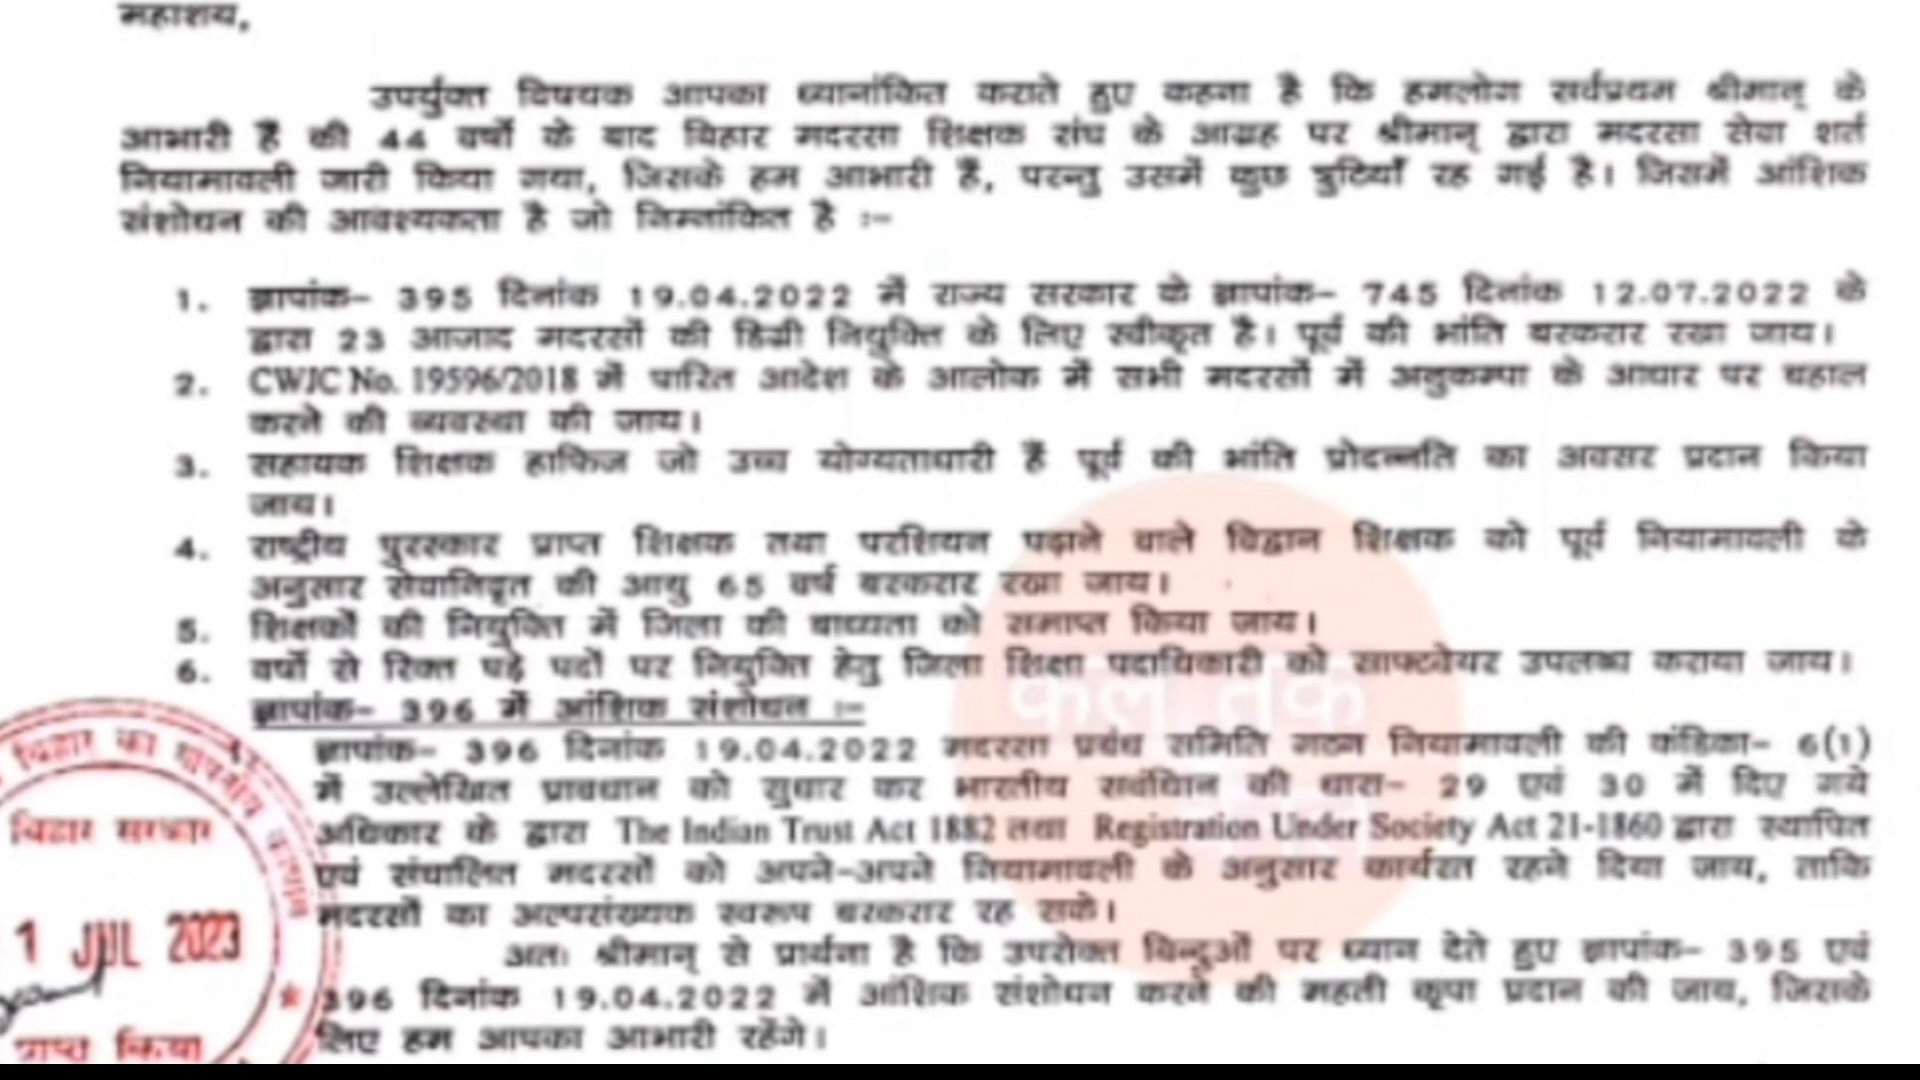 महाशय,
उपर्युक्त विषयक आपका ध्यानांकित कराते हुए कहना है कि हमलोग सर्वप्रथम श्रीमान् के
आभारी हैं की 44 वर्षों के बाद बिहार मदरसा शिक्षक संघ के आग्रह पर श्रीमान् द्वारा मदरसा सेवा शर्त
नियामावली जारी किया गया, जिसके हम आभारी हैं, परन्तु उसमें कुछ त्रुटियाँ रह गई है। जिसमें आंशिक
संशोधन की आवश्यकता है जो निम्नांकित है :–
1. ज्ञापांक– 395 दिनांक 19.04.2022 में राज्य सरकार के ज्ञापांक– 745 दिनांक 12.07.2022 के
द्वारा 23 आजाद मदरसों की डिग्री नियुक्ति के लिए स्वीकृत है। पूर्व की भांति बरकरार रखा जाय।
2. CWJC No. 19596/2018 में पारित आदेश के आलोक में सभी मदरसों में अनुकम्पा के आधार पर बहाल
करने की व्यवस्था की जाय।
3. सहायक शिक्षक हाफिज जो उच्च योग्यताधारी हैं पूर्व की भांति प्रोदन्नति का अवसर प्रदान किया
जाय।
4. राष्ट्रीय पुरस्कार प्राप्त शिक्षक तथा परशियन पढ़ाने वाले विद्वान शिक्षक को पूर्व नियामावली के
अनुसार सेवानिवृत की आयु 65 वर्ष बरकरार रखा जाय।
5. शिक्षकों की नियुक्ति में जिला की बाध्यता को समाप्त किया जाय।
6. वर्षों से रिक्त पड़े पदों पर नियुक्ति हेतु जिला शिक्षा पदाधिकारी को साफ्टवेयर उपलब्ध कराया जाय।
ज्ञापांक– 396 में आंशिक संशोधन :–
ज्ञापांक– 396 दिनांक 19.04.2022 मदरसा प्रबंध समिति गठन नियामावली की कंडिका– 6(1)
में उल्लेखित प्रावधान को सुधार कर भारतीय की धारा– 29 एवं 30 में दिए गये
अधिकार के द्वारा The Indian Trust Act 1882 तथा Registration Under Society Act 21-1860 द्वारा स्थापित
एवं संचालित मदरसों को अपने–अपने नियामावली के अनुसार कार्यरत रहने दिया जाय, ताकि
मदरसों का अल्पसंख्यक स्वरूप बरकरार रह सके।
अतः श्रीमान् से प्रार्थना है कि उपरोक्त बिन्दुओं पर ध्यान देते हुए ज्ञापांक– 395 एवं
396 दिनांक 19.04.2022 में आंशिक संशोधन करने की महती कृपा प्रदान की जाय, जिसके
लिए हम आपका आभारी रहेंगे।
कल तक
बिहार का
बिहार सरकार
1 JUL 2023
प्राप्त किया